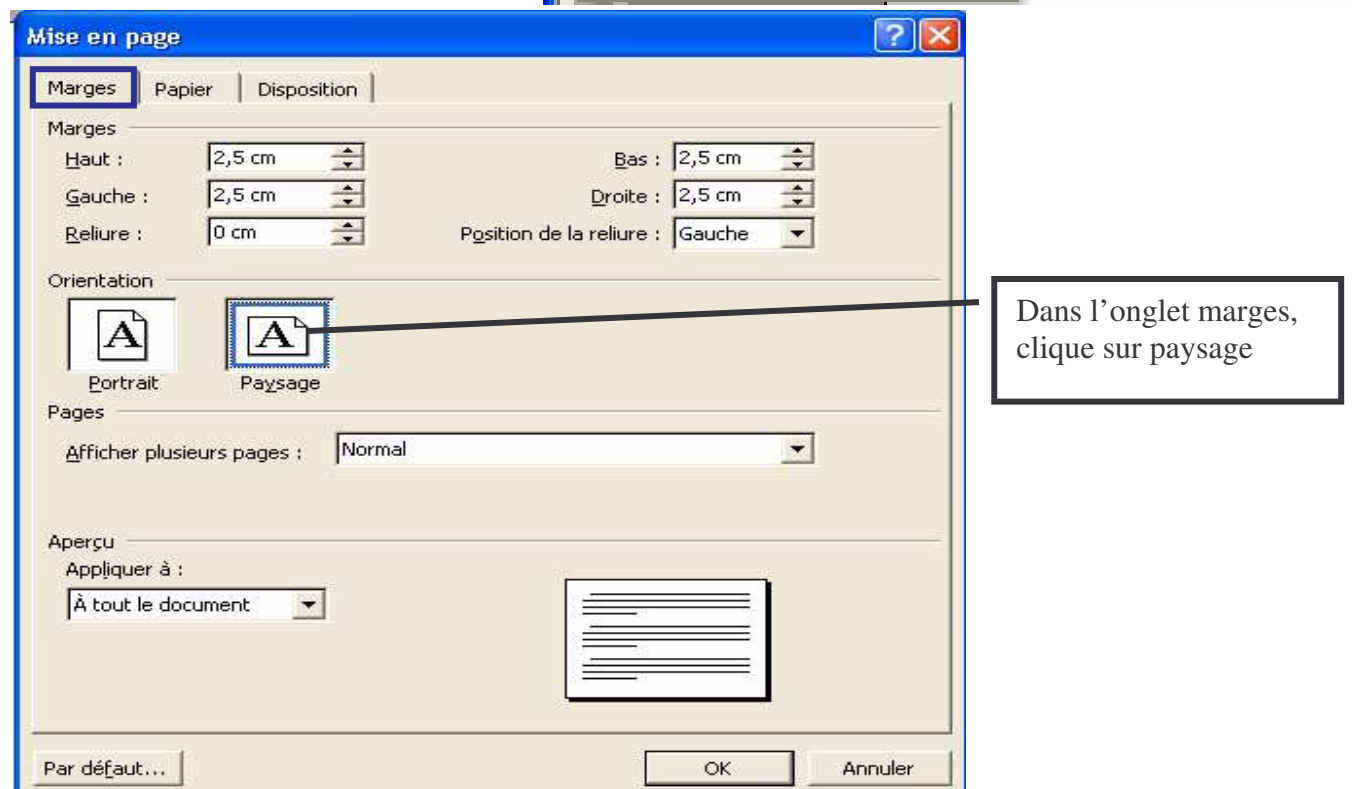 Mise en page
Marges Papier Disposition
Marges
Haut : 2,5 cm Bas : 2,5 cm
Gauche : 2,5 cm Droite : 2,5 cm
Reliure : 0 cm Position de la reliure : Gauche
Orientation
A A
Portrait Paysage
Dans l’onglet marges,
clique sur paysage
Pages
Afficher plusieurs pages : Normal
Aperçu
Appliquer à :
À tout le document
Par défaut... OK Annuler